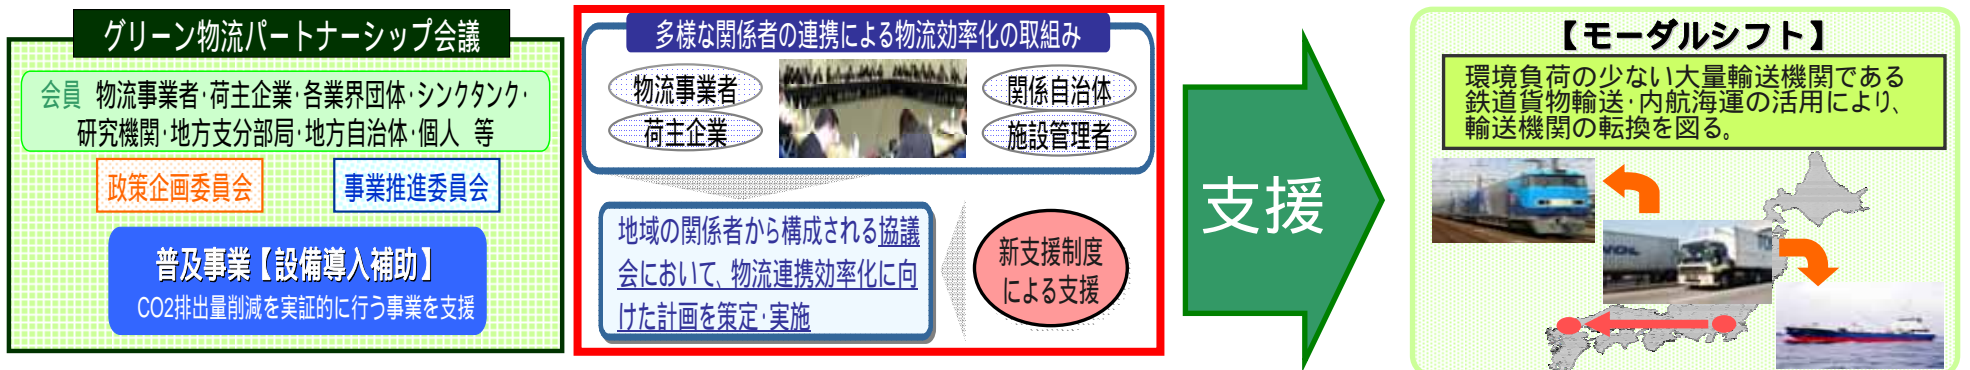 グリーン物流パートナーシップ会議
会員 物流事業者・荷主企業・各業界団体・シンクタンク・
研究機関・地方支分部局・地方自治体・個人 等
政策企画委員会
事業推進委員会
普及事業【設備導入補助】
CO2排出量削減を実証的に行う事業を支援
多様な関係者の連携による物流効率化の取組み
物流事業者
荷主企業
関係自治体
施設管理者
地域の関係者から構成される協議
会において、物流連携効率化に向
けた計画を策定・実施
新支援制度
による支援
支援
【モーダルシフト】
環境負荷の少ない大量輸送機関である
鉄道貨物輸送・内航海運の活用により、
輸送機関の転換を図る。